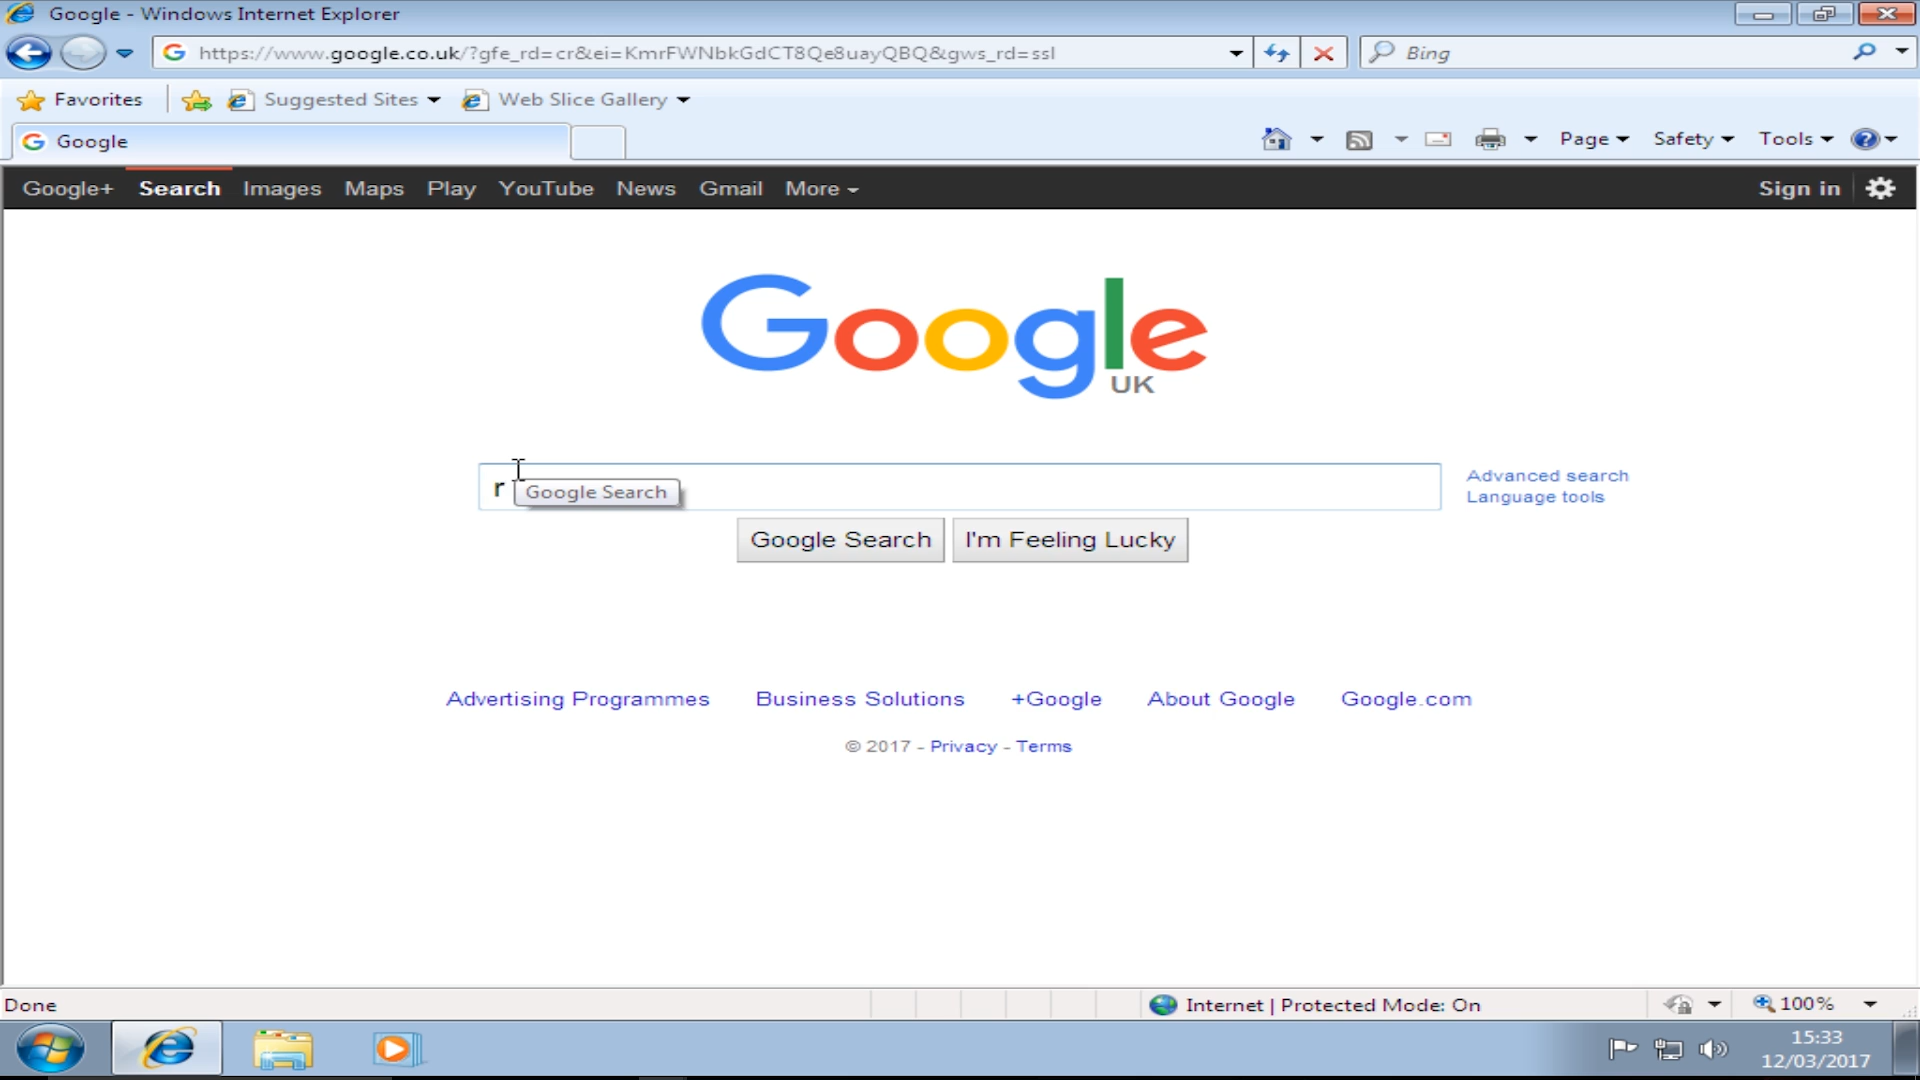 Google - Windows Internet Explorer
https://www.google.co.uk/?gfe_rd=cr&ei=KmrFWNbkGdCT8Qe8uayQBQ&gws_rd=ssl
Bing
Favorites Suggested Sites Web Slice Gallery
Google
Page Safety Tools
Google+ Search Images Maps Play YouTube News Gmail More Sign in
Google
UK
r
Google Search
Advanced search
Language tools
Google Search I'm Feeling Lucky
Advertising Programmes Business Solutions +Google About Google Google.com
© 2017 - Privacy - Terms
Done Internet | Protected Mode: On 100%
15:33
12/03/2017